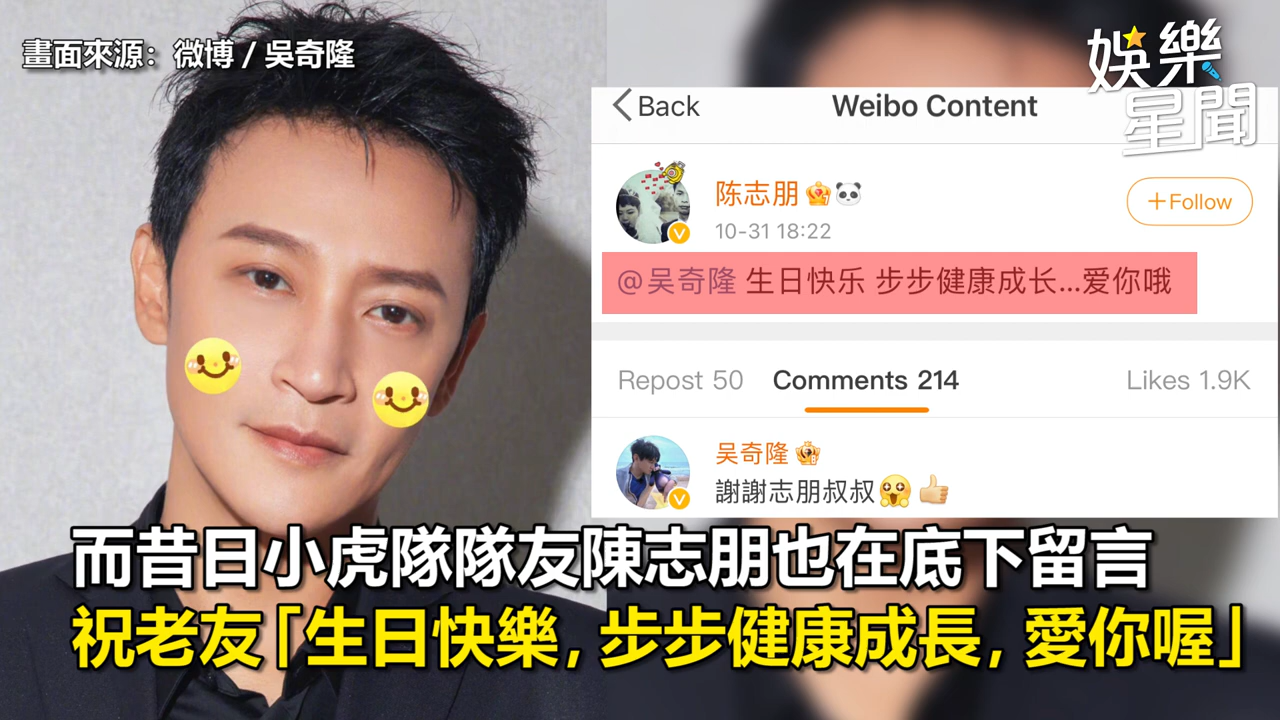 畫面來源：微博 / 吳奇隆
娛樂
星聞
Back
Weibo Content
陈志朋
+Follow
10-31 18:22
@吴奇隆 生日快乐 步步健康成长...爱你哦
Repost 50 Comments 214 Likes 1.9K
吴奇隆
謝謝志朋叔叔
而昔日小虎隊隊友陳志朋也在底下留言
祝老友「生日快樂，步步健康成長，愛你喔」